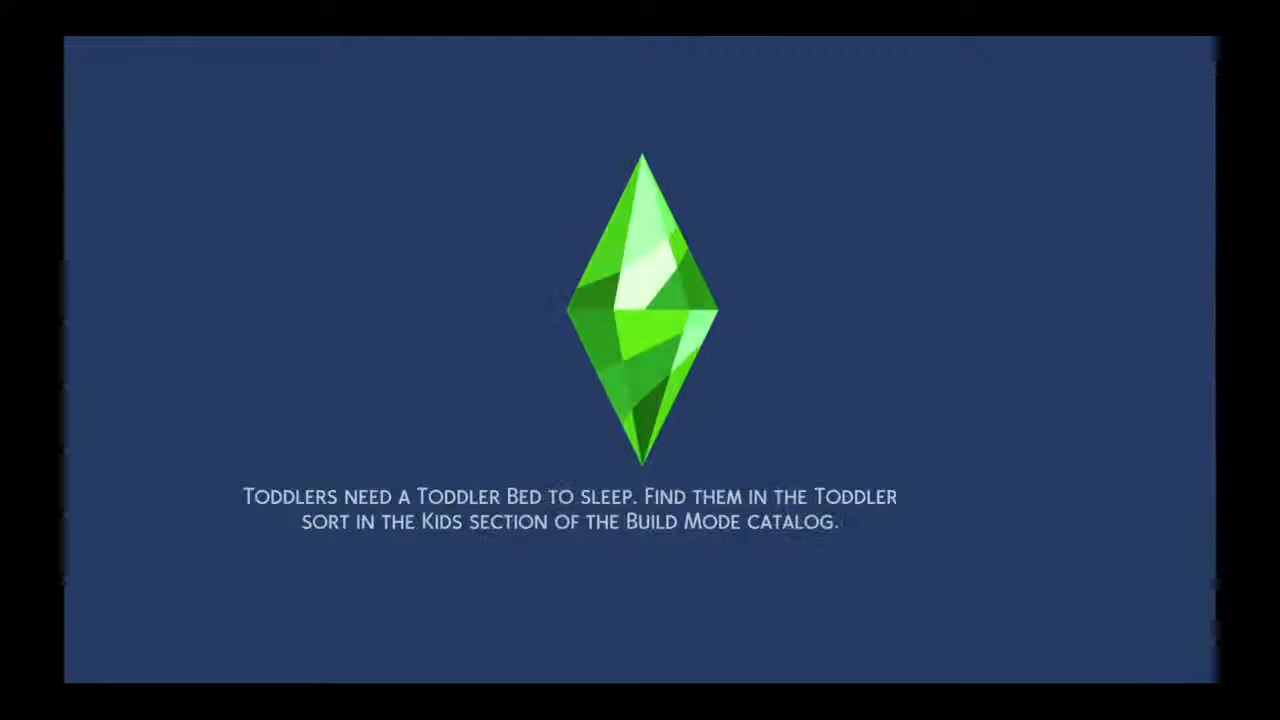 Toddlers need a Toddler Bed to sleep. Find them in the Toddler
sort in the Kids section of the Build Mode catalog.